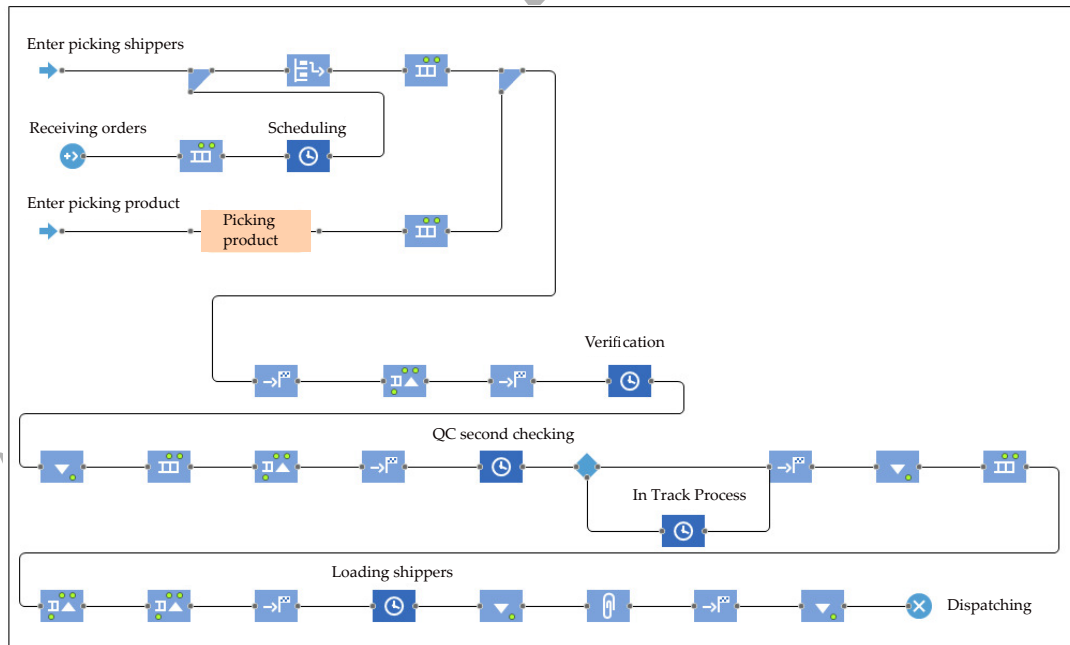 Enter picking shippers
Receiving orders
Scheduling
Enter picking product
Picking
product
Verification
QC second checking
In Track Process
Loading shippers
Dispatching